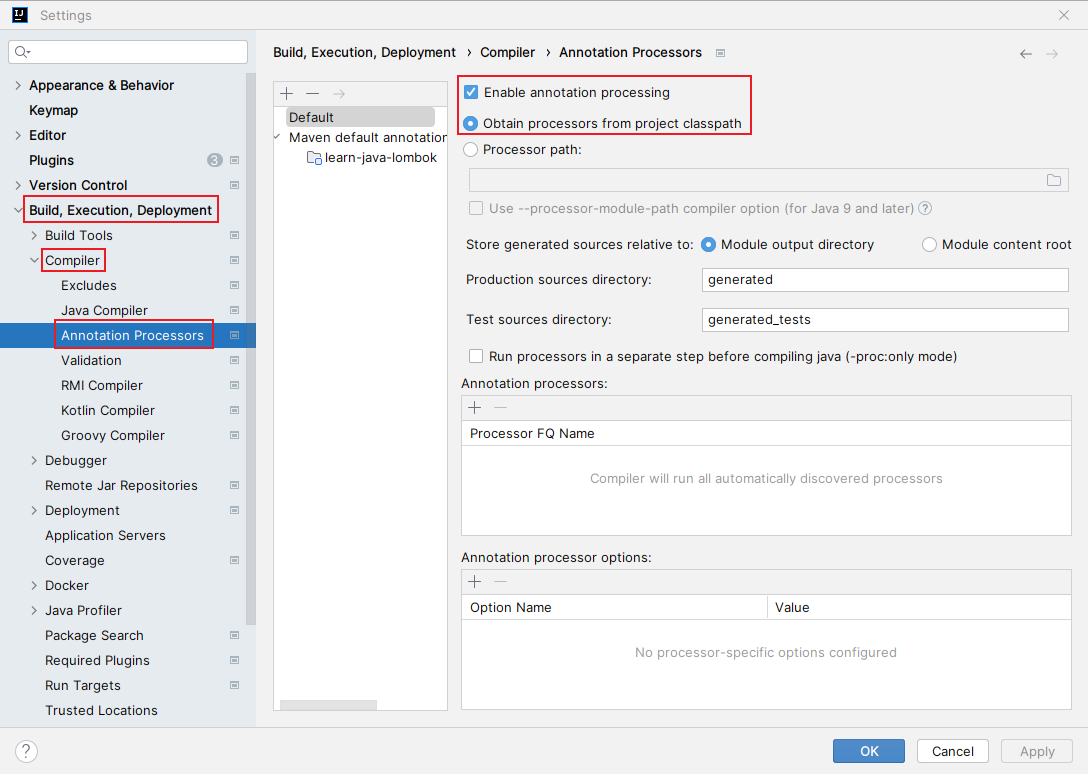 Settings
Build, Execution, Deployment › Compiler › Annotation Processors
Appearance & Behavior
Keymap
Editor
Plugins 3
Version Control
Build, Execution, Deployment
Build Tools
Compiler
Excludes
Java Compiler
Annotation Processors
Validation
RMI Compiler
Kotlin Compiler
Groovy Compiler
Debugger
Remote Jar Repositories
Deployment
Application Servers
Coverage
Docker
Java Profiler
Package Search
Required Plugins
Run Targets
Trusted Locations
Default
Maven default annotation
learn-java-lombok
Enable annotation processing
Obtain processors from project classpath
Processor path:
Use --processor-module-path compiler option (for Java 9 and later) ?
Store generated sources relative to: Module output directory Module content root
Production sources directory: generated
Test sources directory: generated_tests
Run processors in a separate step before compiling java (-proc:only mode)
Annotation processors:
Processor FQ Name
Compiler will run all automatically discovered processors
Annotation processor options:
Option Name Value
No processor-specific options configured
? OK Cancel Apply